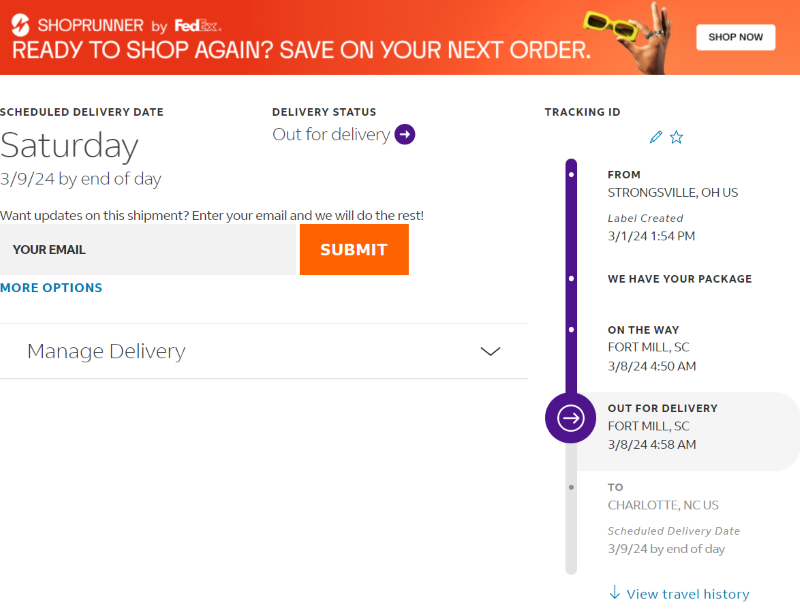 SHOPRUNNER by FedEx.
READY TO SHOP AGAIN? SAVE ON YOUR NEXT ORDER.
SHOP NOW
SCHEDULED DELIVERY DATE
Saturday
3/9/24 by end of day
DELIVERY STATUS
Out for delivery
Want updates on this shipment? Enter your email and we will do the rest!
YOUR EMAIL
SUBMIT
MORE OPTIONS
Manage Delivery
TRACKING ID
FROM
STRONGSVILLE, OH US
Label Created
3/1/24 1:54 PM
WE HAVE YOUR PACKAGE
ON THE WAY
FORT MILL, SC
3/8/24 4:50 AM
OUT FOR DELIVERY
FORT MILL, SC
3/8/24 4:58 AM
TO
CHARLOTTE, NC US
Scheduled Delivery Date
3/9/24 by end of day
View travel history